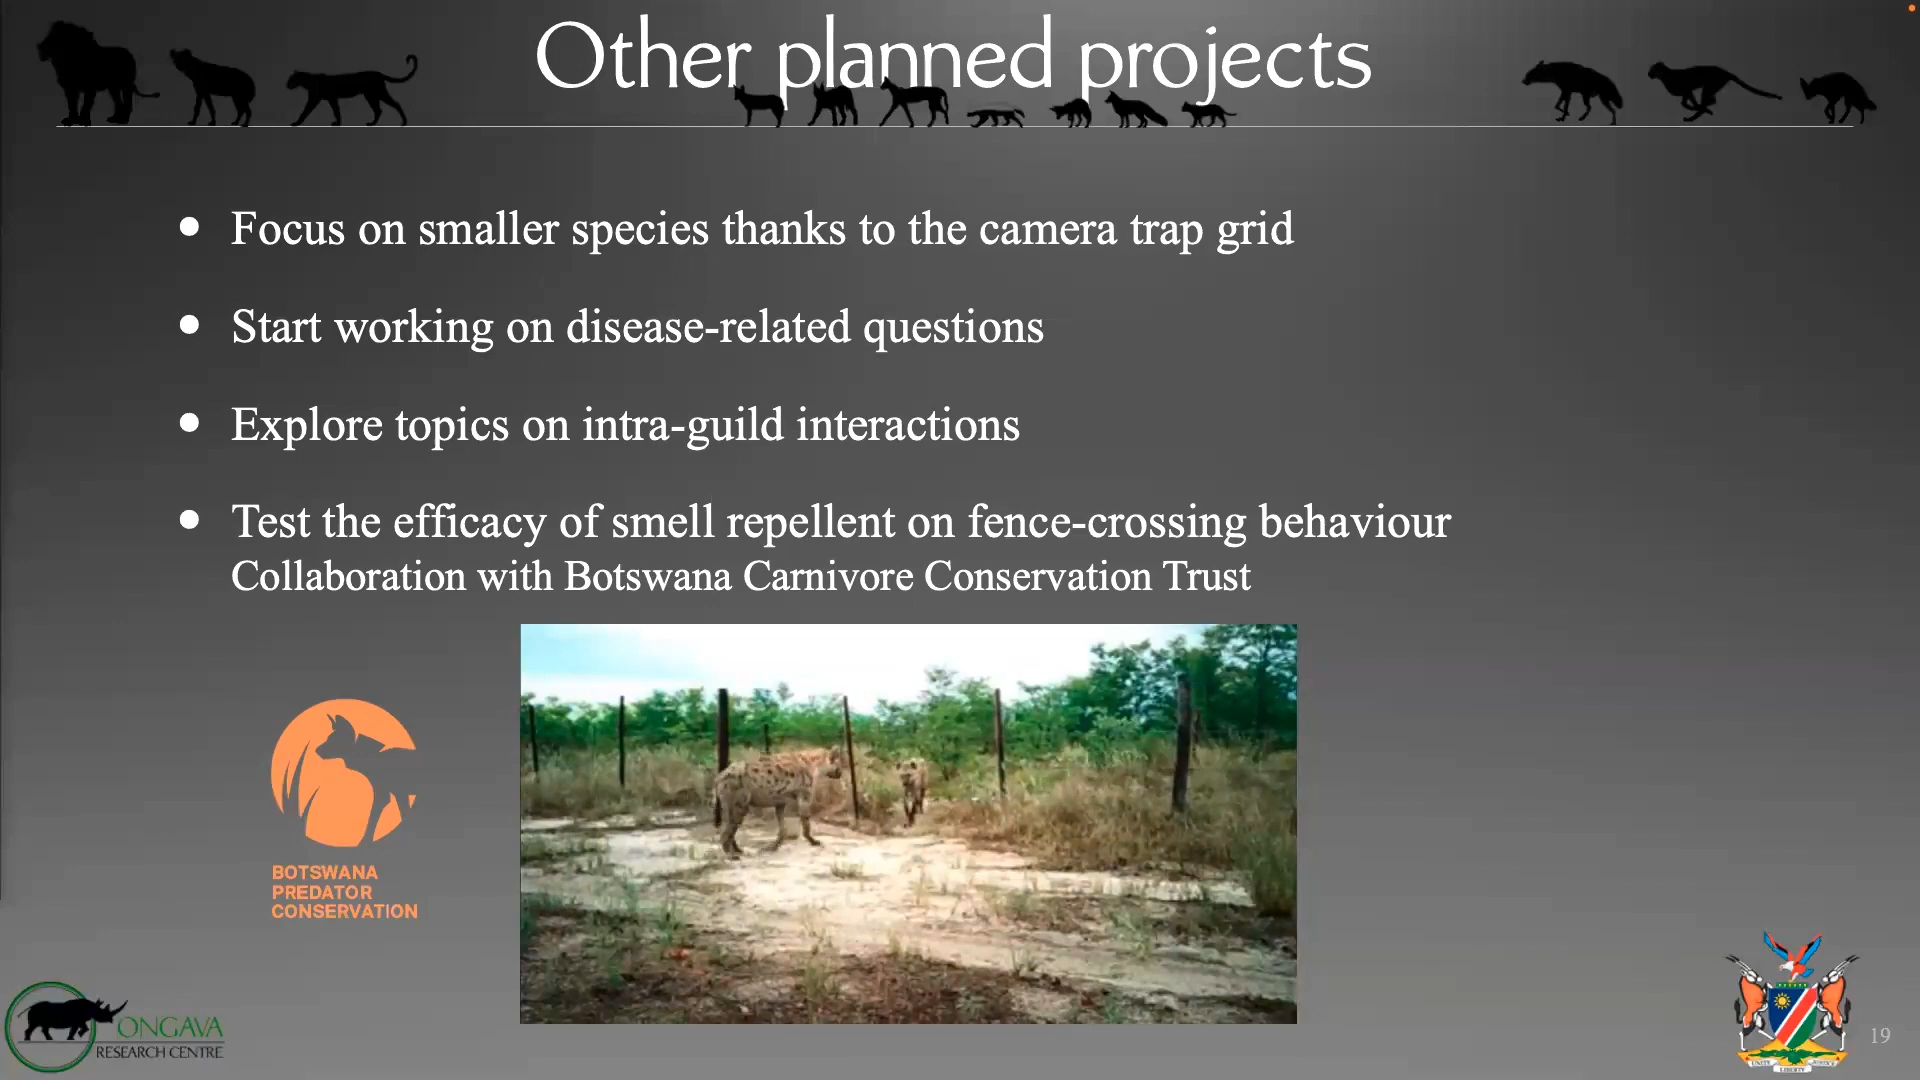 Other planned projects
Focus on smaller species thanks to the camera trap grid
Start working on disease-related questions
Explore topics on intra-guild interactions
Test the efficacy of smell repellent on fence-crossing behaviour
Collaboration with Botswana Carnivore Conservation Trust
BOTSWANA
PREDATOR
CONSERVATION
ONGAVA
RESEARCH CENTRE
LIBERTY
19